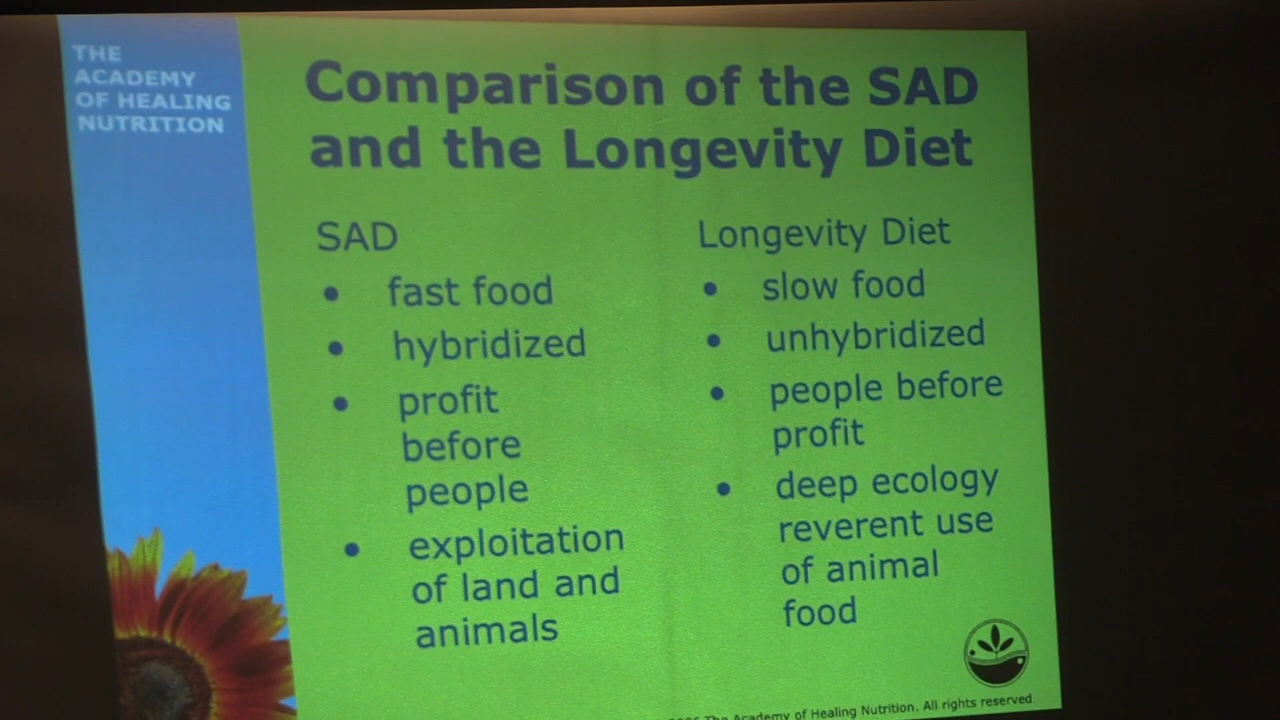 THE
ACADEMY
OF HEALING
NUTRITION
Comparison of the SAD
and the Longevity Diet
SAD
• fast food
• hybridized
• profit
before
people
• exploitation
of land and
animals
Longevity Diet
• slow food
• unhybridized
• people before
profit
• deep ecology
reverent use
of animal
food
The Academy of Healing Nutrition. All rights reserved.